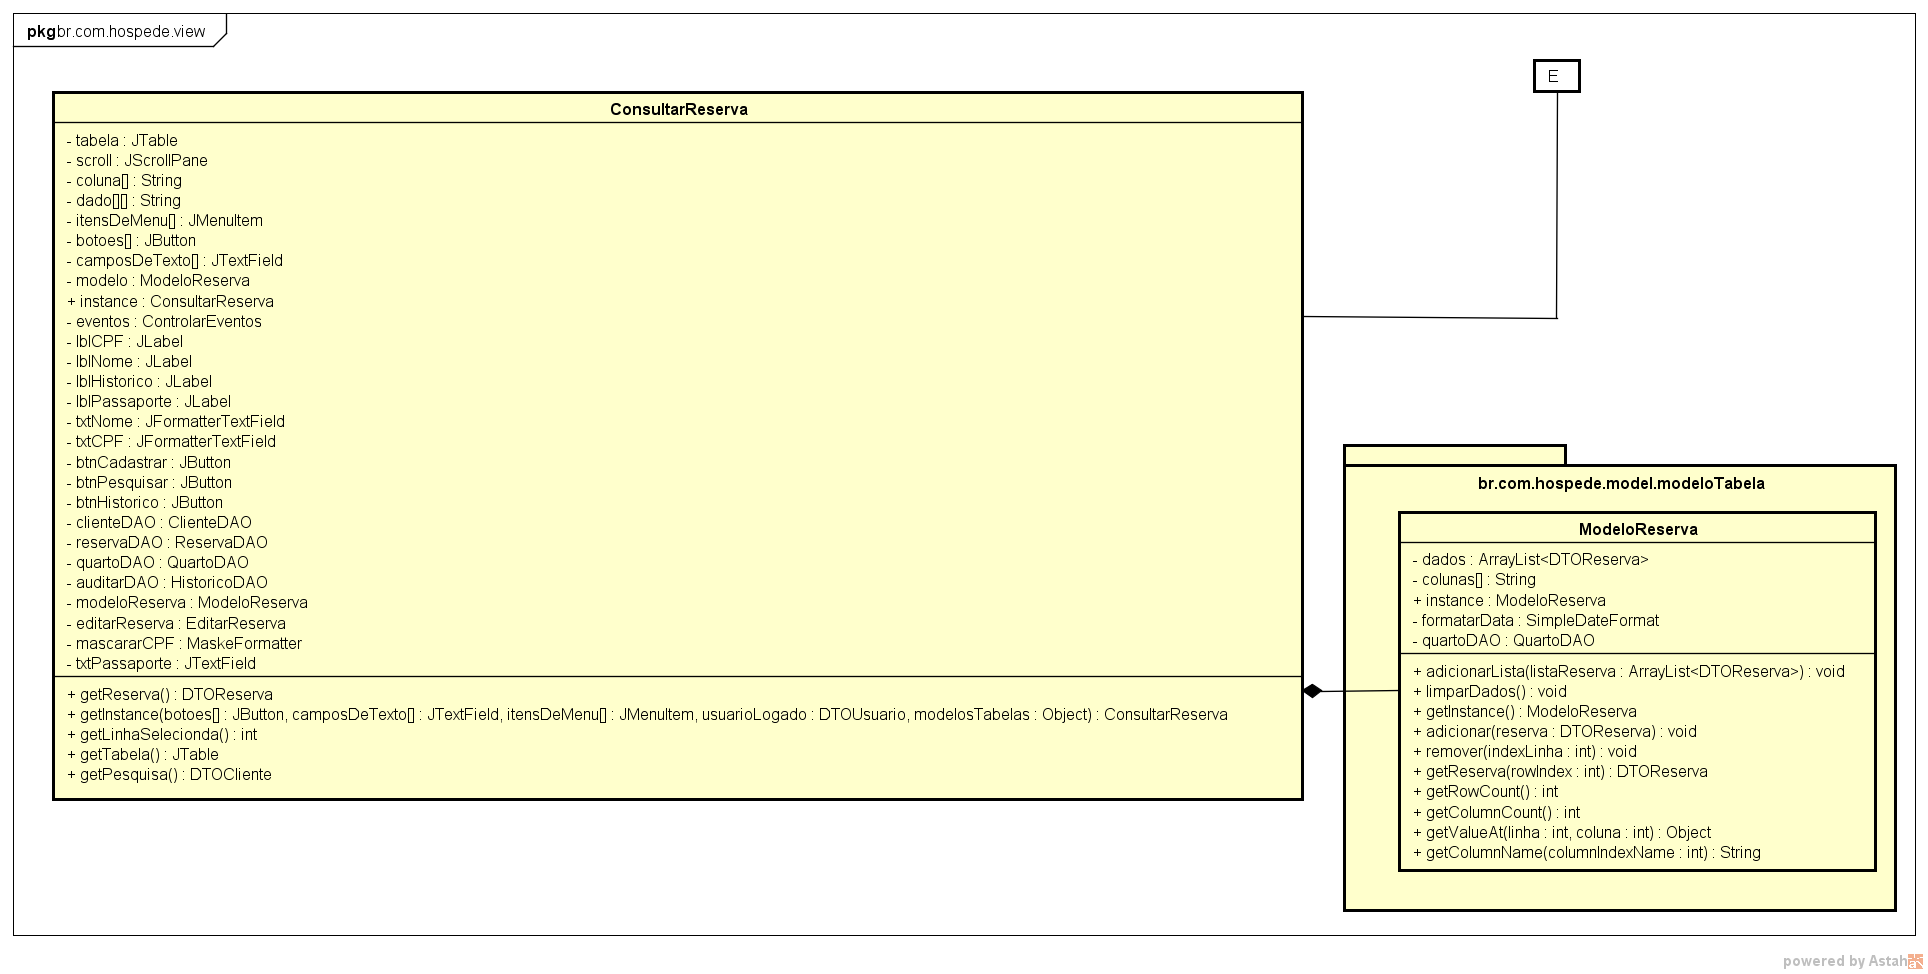 pkg br.com.hospede.view
E
ConsultarReserva
- tabela : JTable
- scroll : JScrollPane
- coluna[] : String
- dado[][] : String
- itensDeMenu[] : JMenuItem
- botoes[] : JButton
- camposDeTexto[] : JTextField
- modelo : ModeloReserva
+ instance : ConsultarReserva
- eventos : ControlarEventos
- lblCPF : JLabel
- lblNome : JLabel
- lblHistorico : JLabel
- lblPassaporte : JLabel
- txtNome : JFormatterTextField
- txtCPF : JFormatterTextField
- btnCadastrar : JButton
- btnPesquisar : JButton
- btnHistorico : JButton
- clienteDAO : ClienteDAO
- reservaDAO : ReservaDAO
- quartoDAO : QuartoDAO
- auditarDAO : HistoricoDAO
- modeloReserva : ModeloReserva
- editarReserva : EditarReserva
- mascararCPF : MaskeFormatter
- txtPassaporte : JTextField
+ getReserva() : DTOReserva
+ getInstance(botoes[] : JButton, camposDeTexto[] : JTextField, itensDeMenu[] : JMenuItem, usuarioLogado : DTOUsuario, modelosTabelas : Object) : ConsultarReserva
+ getLinhaSelecionda() : int
+ getTabela() : JTable
+ getPesquisa() : DTOCliente
br.com.hospede.model.modeloTabela
ModeloReserva
- dados : ArrayList<DTOReserva>
- colunas[] : String
+ instance : ModeloReserva
- formatarData : SimpleDateFormat
- quartoDAO : QuartoDAO
+ adicionarLista(listaReserva : ArrayList<DTOReserva>) : void
+ limparDados() : void
+ getInstance() : ModeloReserva
+ adicionar(reserva : DTOReserva) : void
+ remover(indexLinha : int) : void
+ getReserva(rowIndex : int) : DTOReserva
+ getRowCount() : int
+ getColumnCount() : int
+ getValueAt(linha : int, coluna : int) : Object
+ getColumnName(columnIndexName : int) : String
powered by Astah